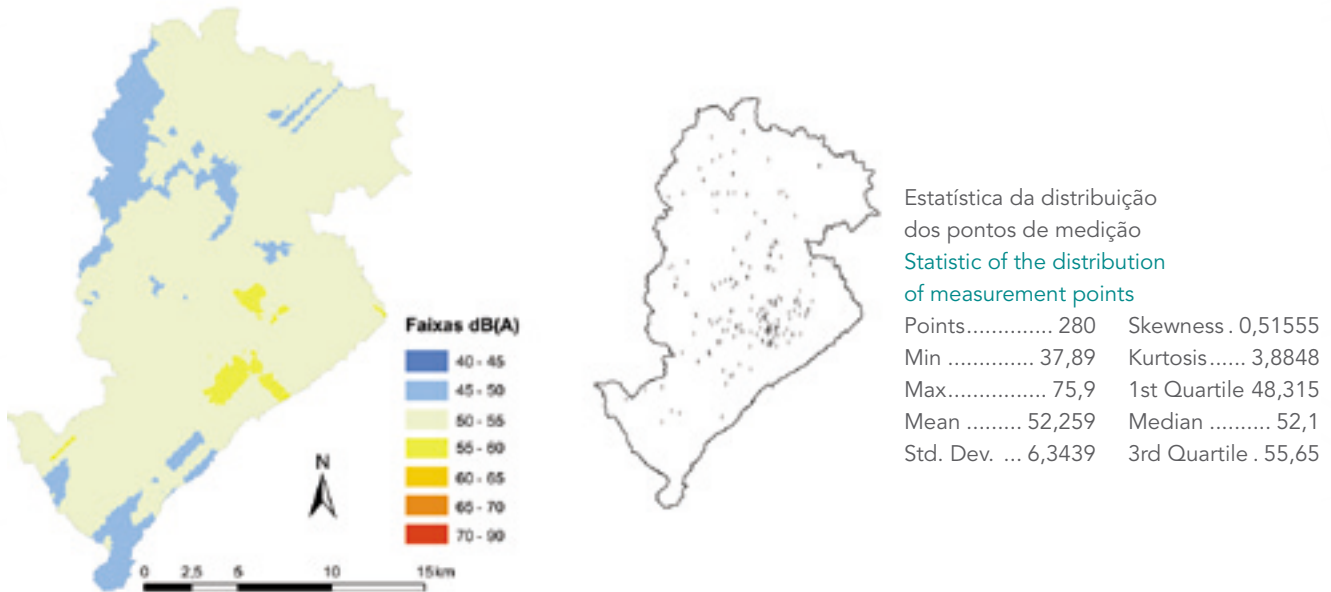 Faixas dB(A)
40 - 45
45 - 50
50 - 55
55 - 60
60 - 65
65 - 70
70 - 90
N
0 2,5 5 10 15km
Estatística da distribuição
dos pontos de medição
Statistic of the distribution
of measurement points
Points.............. 280 Skewness . 0,51555
Min ............. 37,89 Kurtosis...... 3,8848
Max............... 75,9 1st Quartile 48,315
Mean ......... 52,259 Median .......... 52,1
Std. Dev. ... 6,3439 3rd Quartile . 55,65